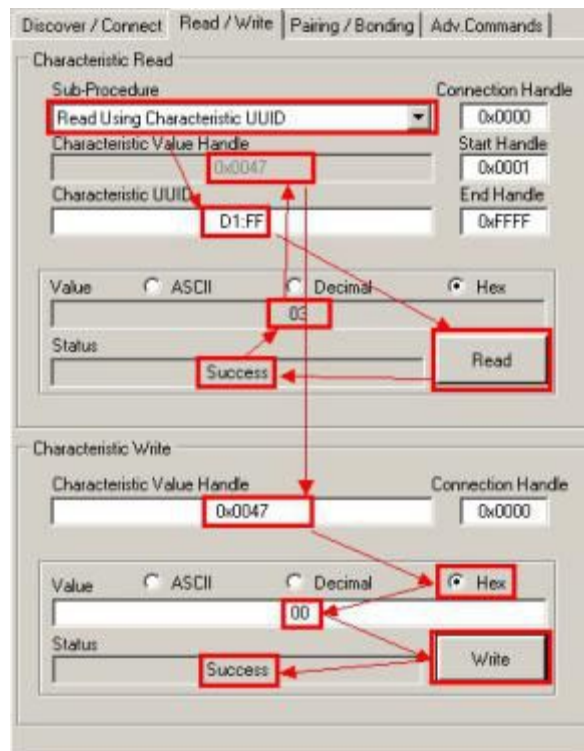 Discover / Connect Read / Write Pairing / Bonding Adv.Commands
Characteristic Read
Sub-Procedure Connection Handle
Read Using Characteristic UUID 0x0000
Characteristic Value Handle Start Handle
0x0047 0x0001
Characteristic UUID End Handle
D1:FF 0xFFFF
Value ASCII Decimal Hex
03
Status Read
Success
Characteristic Write
Characteristic Value Handle Connection Handle
0x0047 0x0000
Value ASCII Decimal Hex
00
Status Write
Success